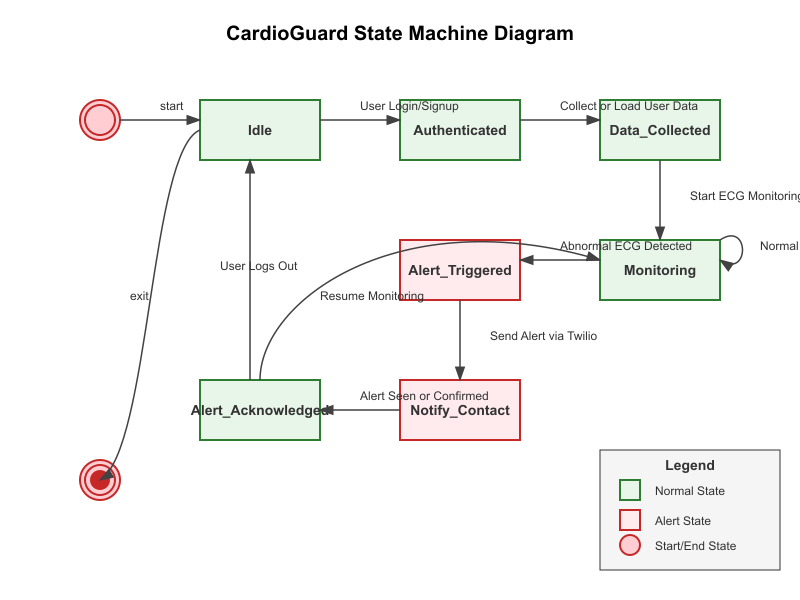 CardioGuard State Machine Diagram
start
User Login/Signup
Collect or Load User Data
Idle
Authenticated
Data_Collected
Start ECG Monitoring
Abnormal ECG Detected
Normal
User Logs Out
Alert_Triggered
Monitoring
exit
Resume Monitoring
Send Alert via Twilio
Alert Seen or Confirmed
Alert_Acknowledged
Notify_Contact
Legend
Normal State
Alert State
Start/End State